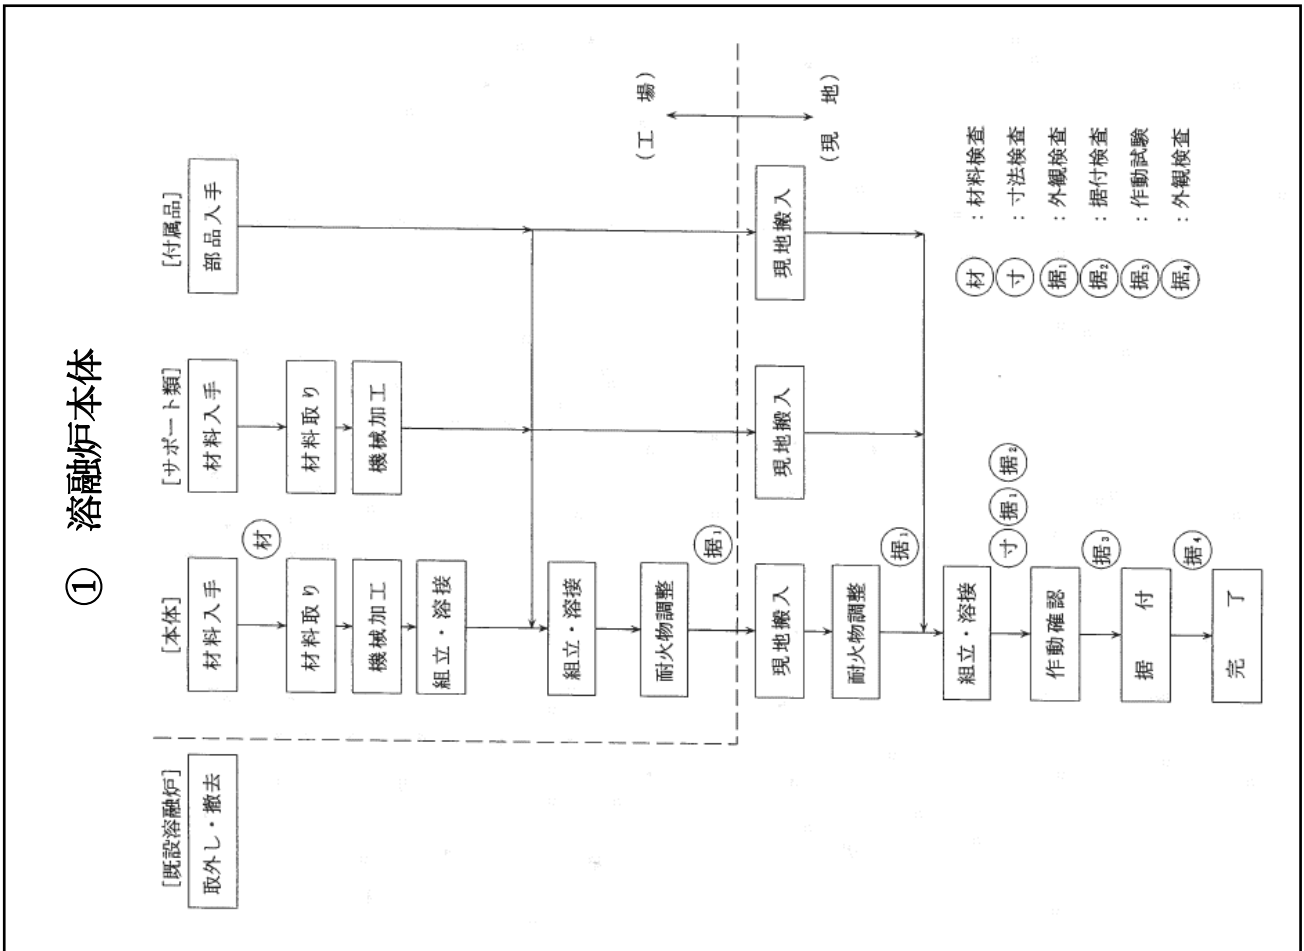 ① 溶融炉本体
[既設溶融炉]
取外し・撤去
[本体]
材料入手
材
材料取り
機械加工
組立・溶接
組立・溶接
耐火物調整
据₁
現地搬入
耐火物調整
据₁
組立・溶接
寸 据₁ 据₂
作動確認
据₃
据付
据₄
完了
[サポート類]
材料入手
材料取り
機械加工
現地搬入
[付属品]
部品入手
現地搬入
(工場)
(現地)
材 : 材料検査
寸 : 寸法検査
据₁ : 外観検査
据₂ : 据付検査
据₃ : 作動試験
据₄ : 外観検査